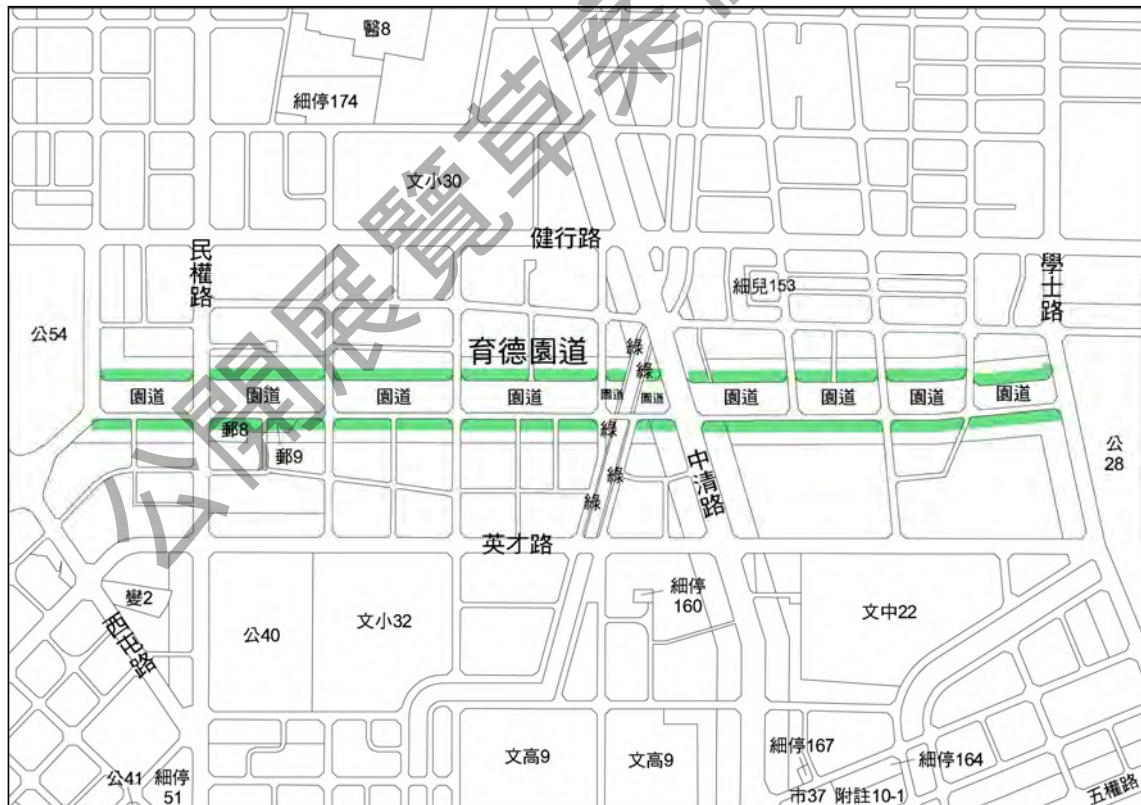 醫8
細停174
文小30
健行路
民權路
學士路
細兒153
公54
育德園道
綠
綠
園道
園道
園道
園道
園道
園道
園道
園道
園道
園道
郵8
綠
郵9
公
28
中清路
綠
綠
英才路
變2
細停
160
西屯路
公40
文小32
文中22
文高9
文高9
細停167
細停164
公41
細停
51
市37
附註10-1
五權路
公開展覽草案